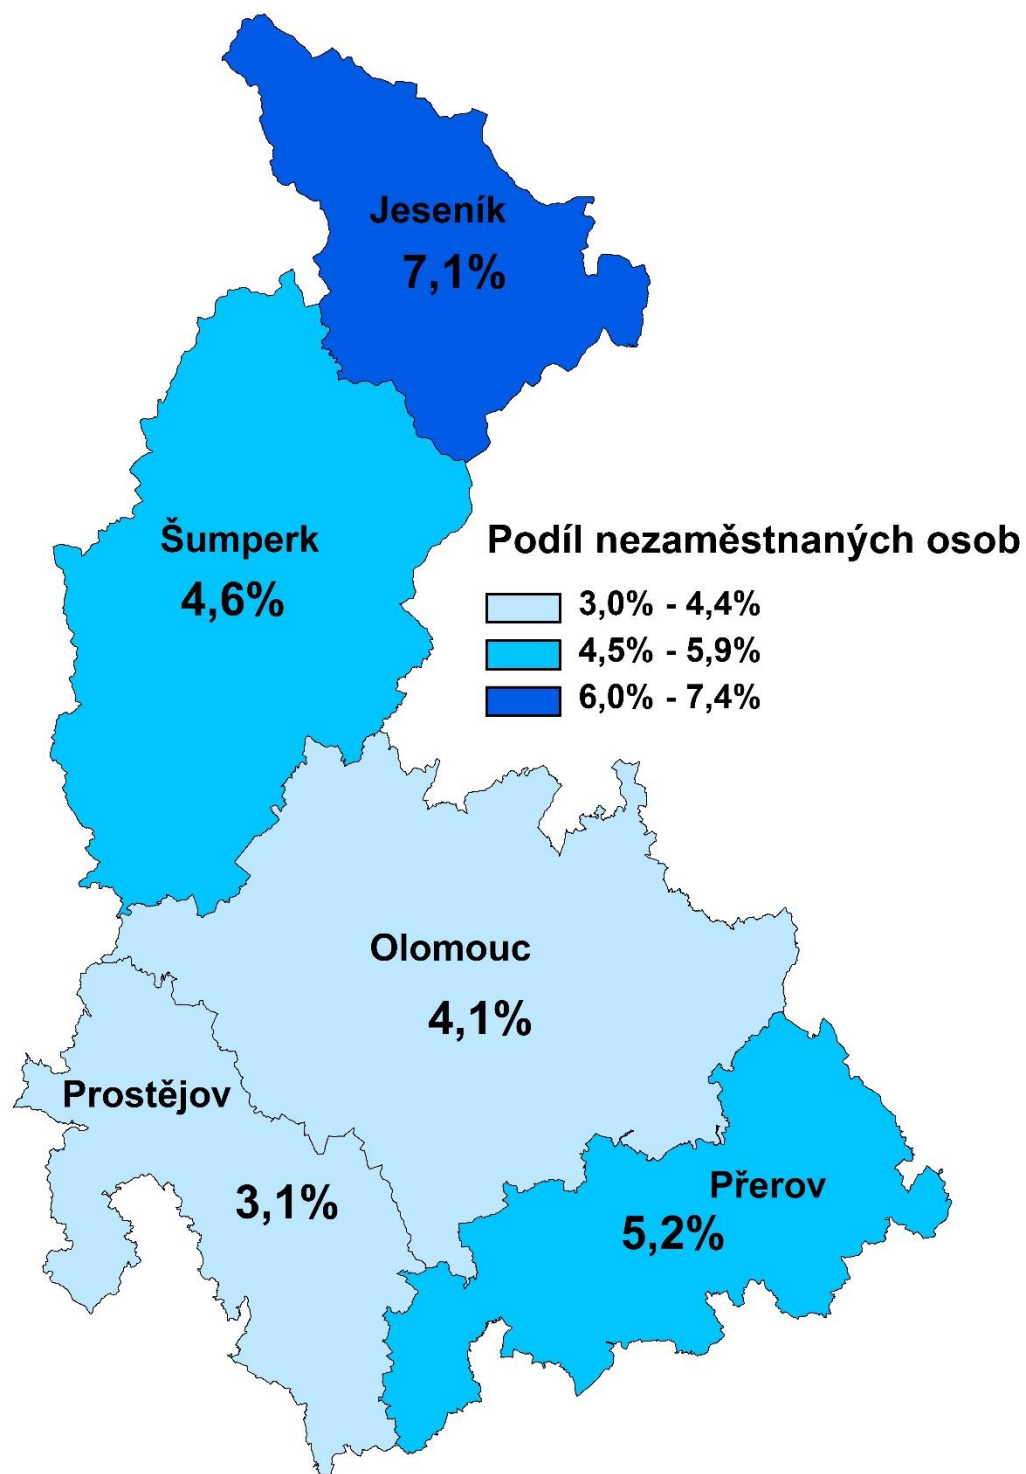 Jeseník
7,1%
Šumperk
4,6%
Podíl nezaměstnaných osob
3,0% - 4,4%
4,5% - 5,9%
6,0% - 7,4%
Olomouc
4,1%
Prostějov
3,1%
Přerov
5,2%